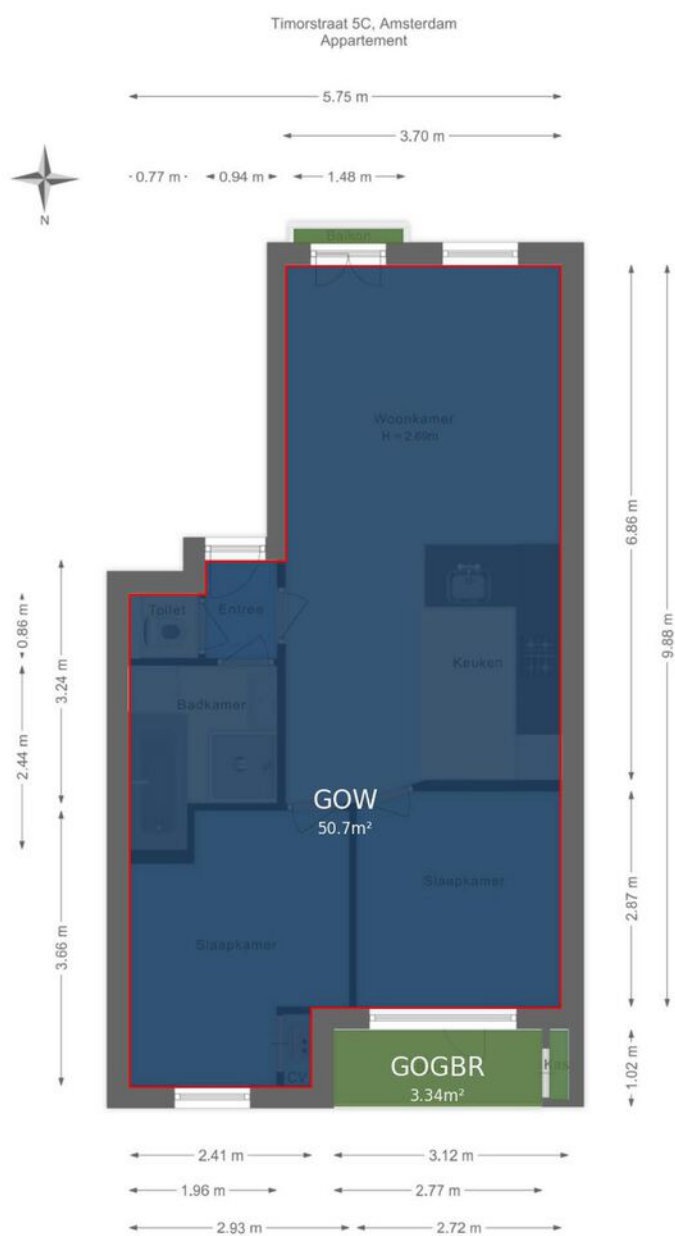 Timorstraat 5C, Amsterdam
Appartement
5.75 m
3.70 m
0.77 m
0.94 m
1.48 m
N
Balkon
Woonkamer
H = 2.69m
6.86 m
9.88 m
0.86 m
3.24 m
2.44 m
Toilet
Entree
Keuken
Badkamer
GOW
50.7m²
Slaapkamer
2.87 m
Slaapkamer
3.66 m
CV
GOGBR
3.34m²
Kast
1.02 m
2.41 m
3.12 m
1.96 m
2.77 m
2.93 m
2.72 m